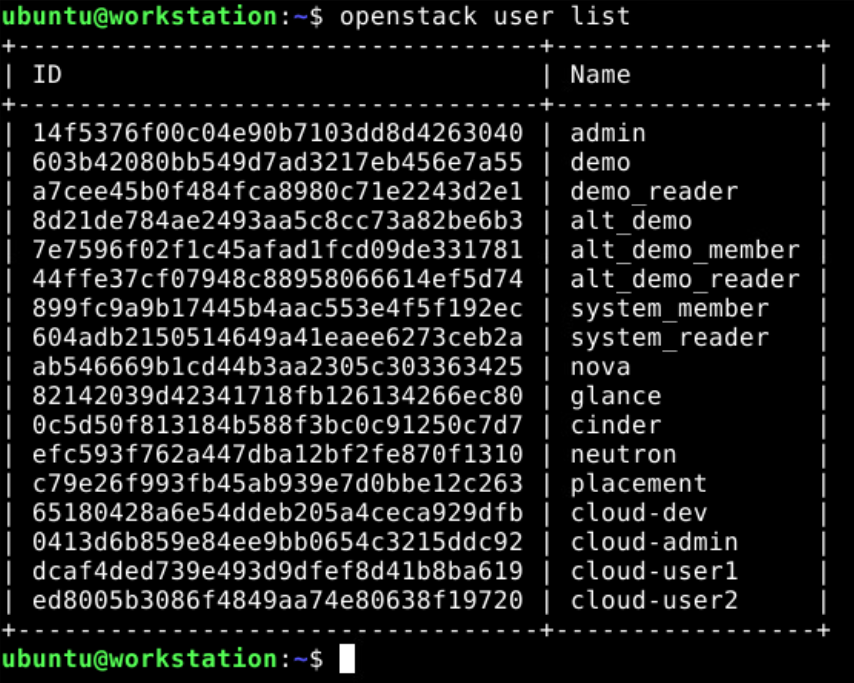 ubuntu@workstation:~$ openstack user list
+----------------------------------+-----------------+
| ID                               | Name            |
+----------------------------------+-----------------+
| 14f5376f00c04e90b7103dd8d4263040 | admin           |
| 603b42080bb549d7ad3217eb456e7a55 | demo            |
| a7cee45b0f484fca8980c71e2243d2e1 | demo_reader     |
| 8d21de784ae2493aa5c8cc73a82be6b3 | alt_demo        |
| 7e7596f02f1c45afad1fcd09de331781 | alt_demo_member |
| 44ffe37cf07948c88958066614ef5d74 | alt_demo_reader |
| 899fc9a9b17445b4aac553e4f5f192ec | system_member   |
| 604adb2150514649a41eaee6273ceb2a | system_reader   |
| ab546669b1cd44b3aa2305c303363425 | nova            |
| 82142039d42341718fb126134266ec80 | glance          |
| 0c5d50f813184b588f3bc0c91250c7d7 | cinder          |
| efc593f762a447dba12bf2fe870f1310 | neutron         |
| c79e26f993fb45ab939e7d0bbe12c263 | placement       |
| 65180428a6e54ddeb205a4ceca929dfb | cloud-dev       |
| 0413d6b859e84ee9bb0654c3215ddc92 | cloud-admin     |
| dcaf4ded739e493d9dfef8d41b8ba619 | cloud-user1     |
| ed8005b3086f4849aa74e80638f19720 | cloud-user2     |
+----------------------------------+-----------------+
ubuntu@workstation:~$